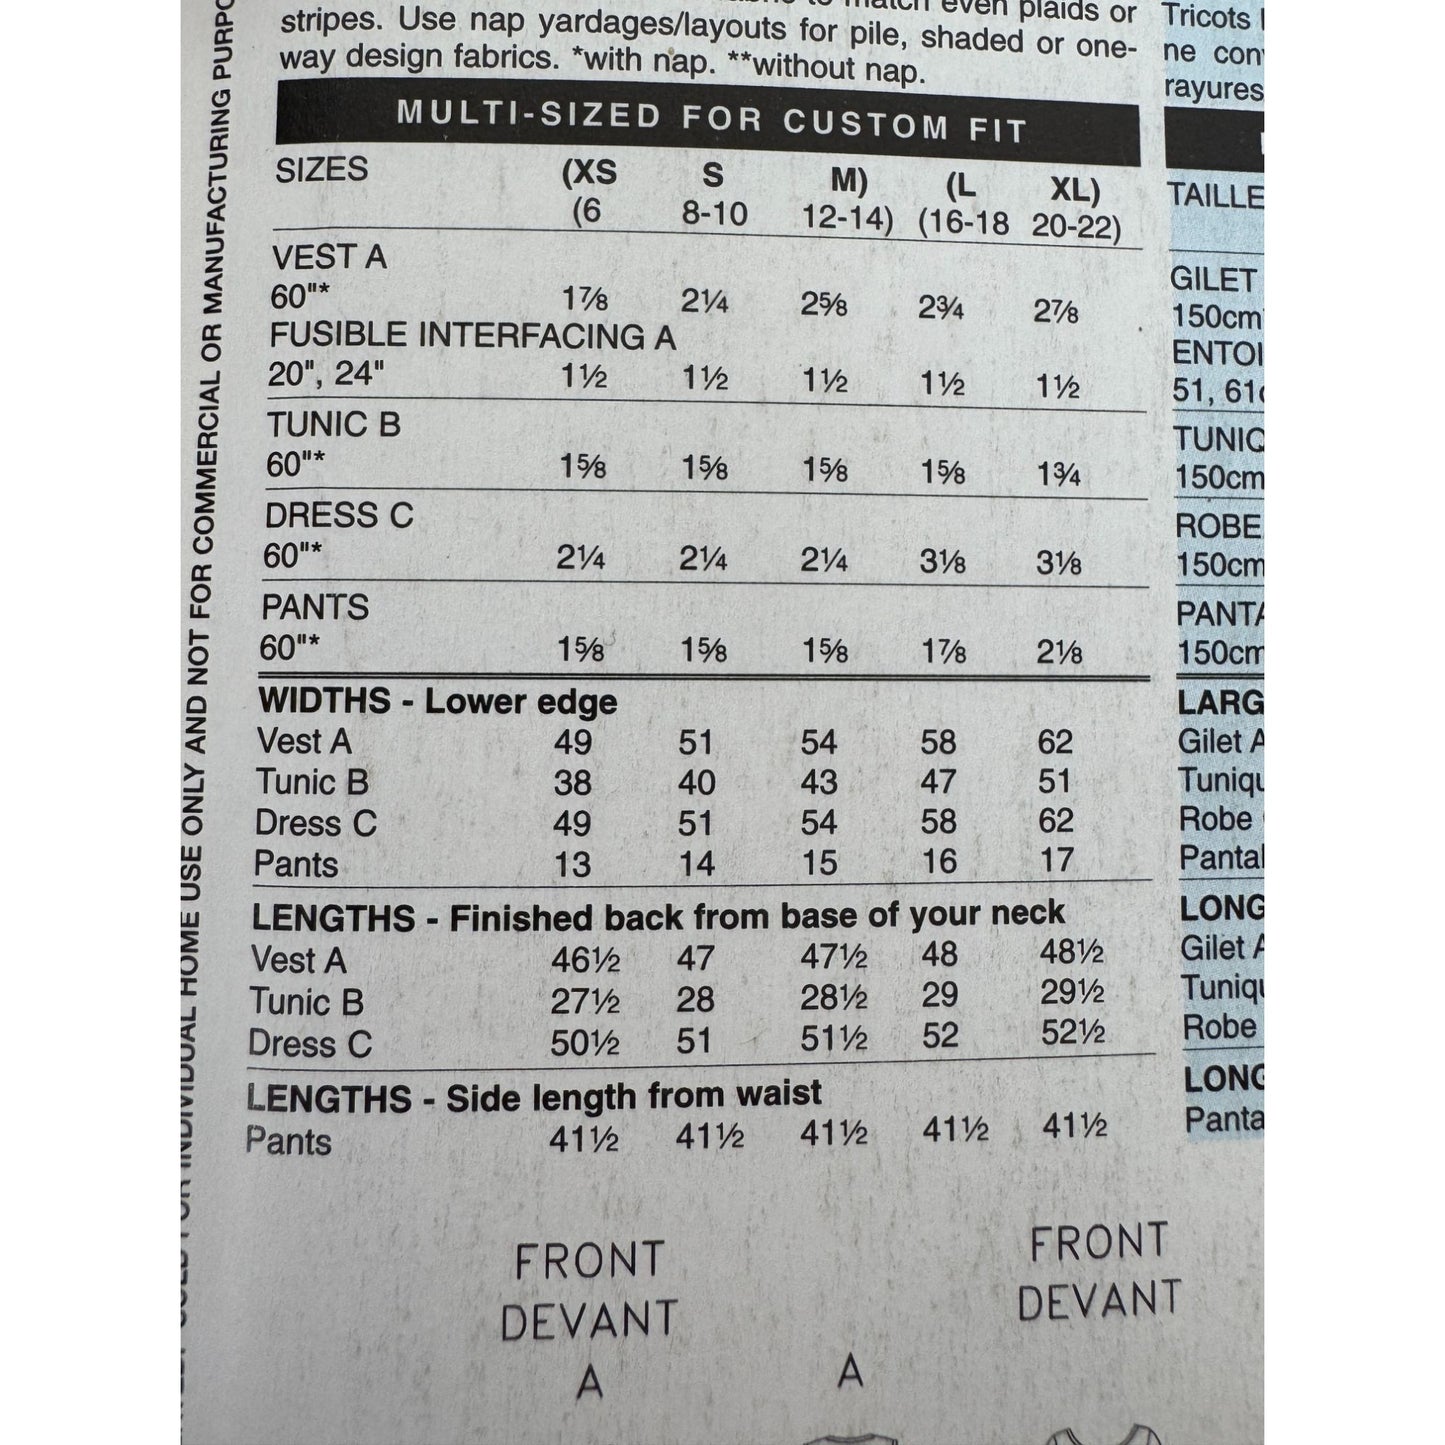 match even plaids or
stripes. Use nap yardages/layouts for pile, shaded or one-
way design fabrics. *with nap. **without nap.
MULTI-SIZED FOR CUSTOM FIT
SIZES (XS S M) (L XL)
(6 8-10 12-14) (16-18 20-22)
VEST A
60"* 1⅞ 2¼ 2⅝ 2¾ 2⅞
FUSIBLE INTERFACING A
20", 24" 1½ 1½ 1½ 1½ 1½
TUNIC B
60"* 1⅝ 1⅝ 1⅝ 1⅝ 1¾
DRESS C
60"* 2¼ 2¼ 2¼ 3⅛ 3⅛
PANTS
60"* 1⅝ 1⅝ 1⅝ 1⅞ 2⅛
WIDTHS - Lower edge
Vest A 49 51 54 58 62
Tunic B 38 40 43 47 51
Dress C 49 51 54 58 62
Pants 13 14 15 16 17
LENGTHS - Finished back from base of your neck
Vest A 46½ 47 47½ 48 48½
Tunic B 27½ 28 28½ 29 29½
Dress C 50½ 51 51½ 52 52½
LENGTHS - Side length from waist
Pants 41½ 41½ 41½ 41½ 41½
FRONT
DEVANT
A
A
FRONT
DEVANT
Tricots
ne
rayures
TAILLE
GILET
150cm
51,
150cm
ROBE
150cm
150cm
Gilet A
Robe
Gilet A
Robe
FOR INDIVIDUAL HOME USE ONLY AND NOT FOR COMMERCIAL OR MANUFACTURING